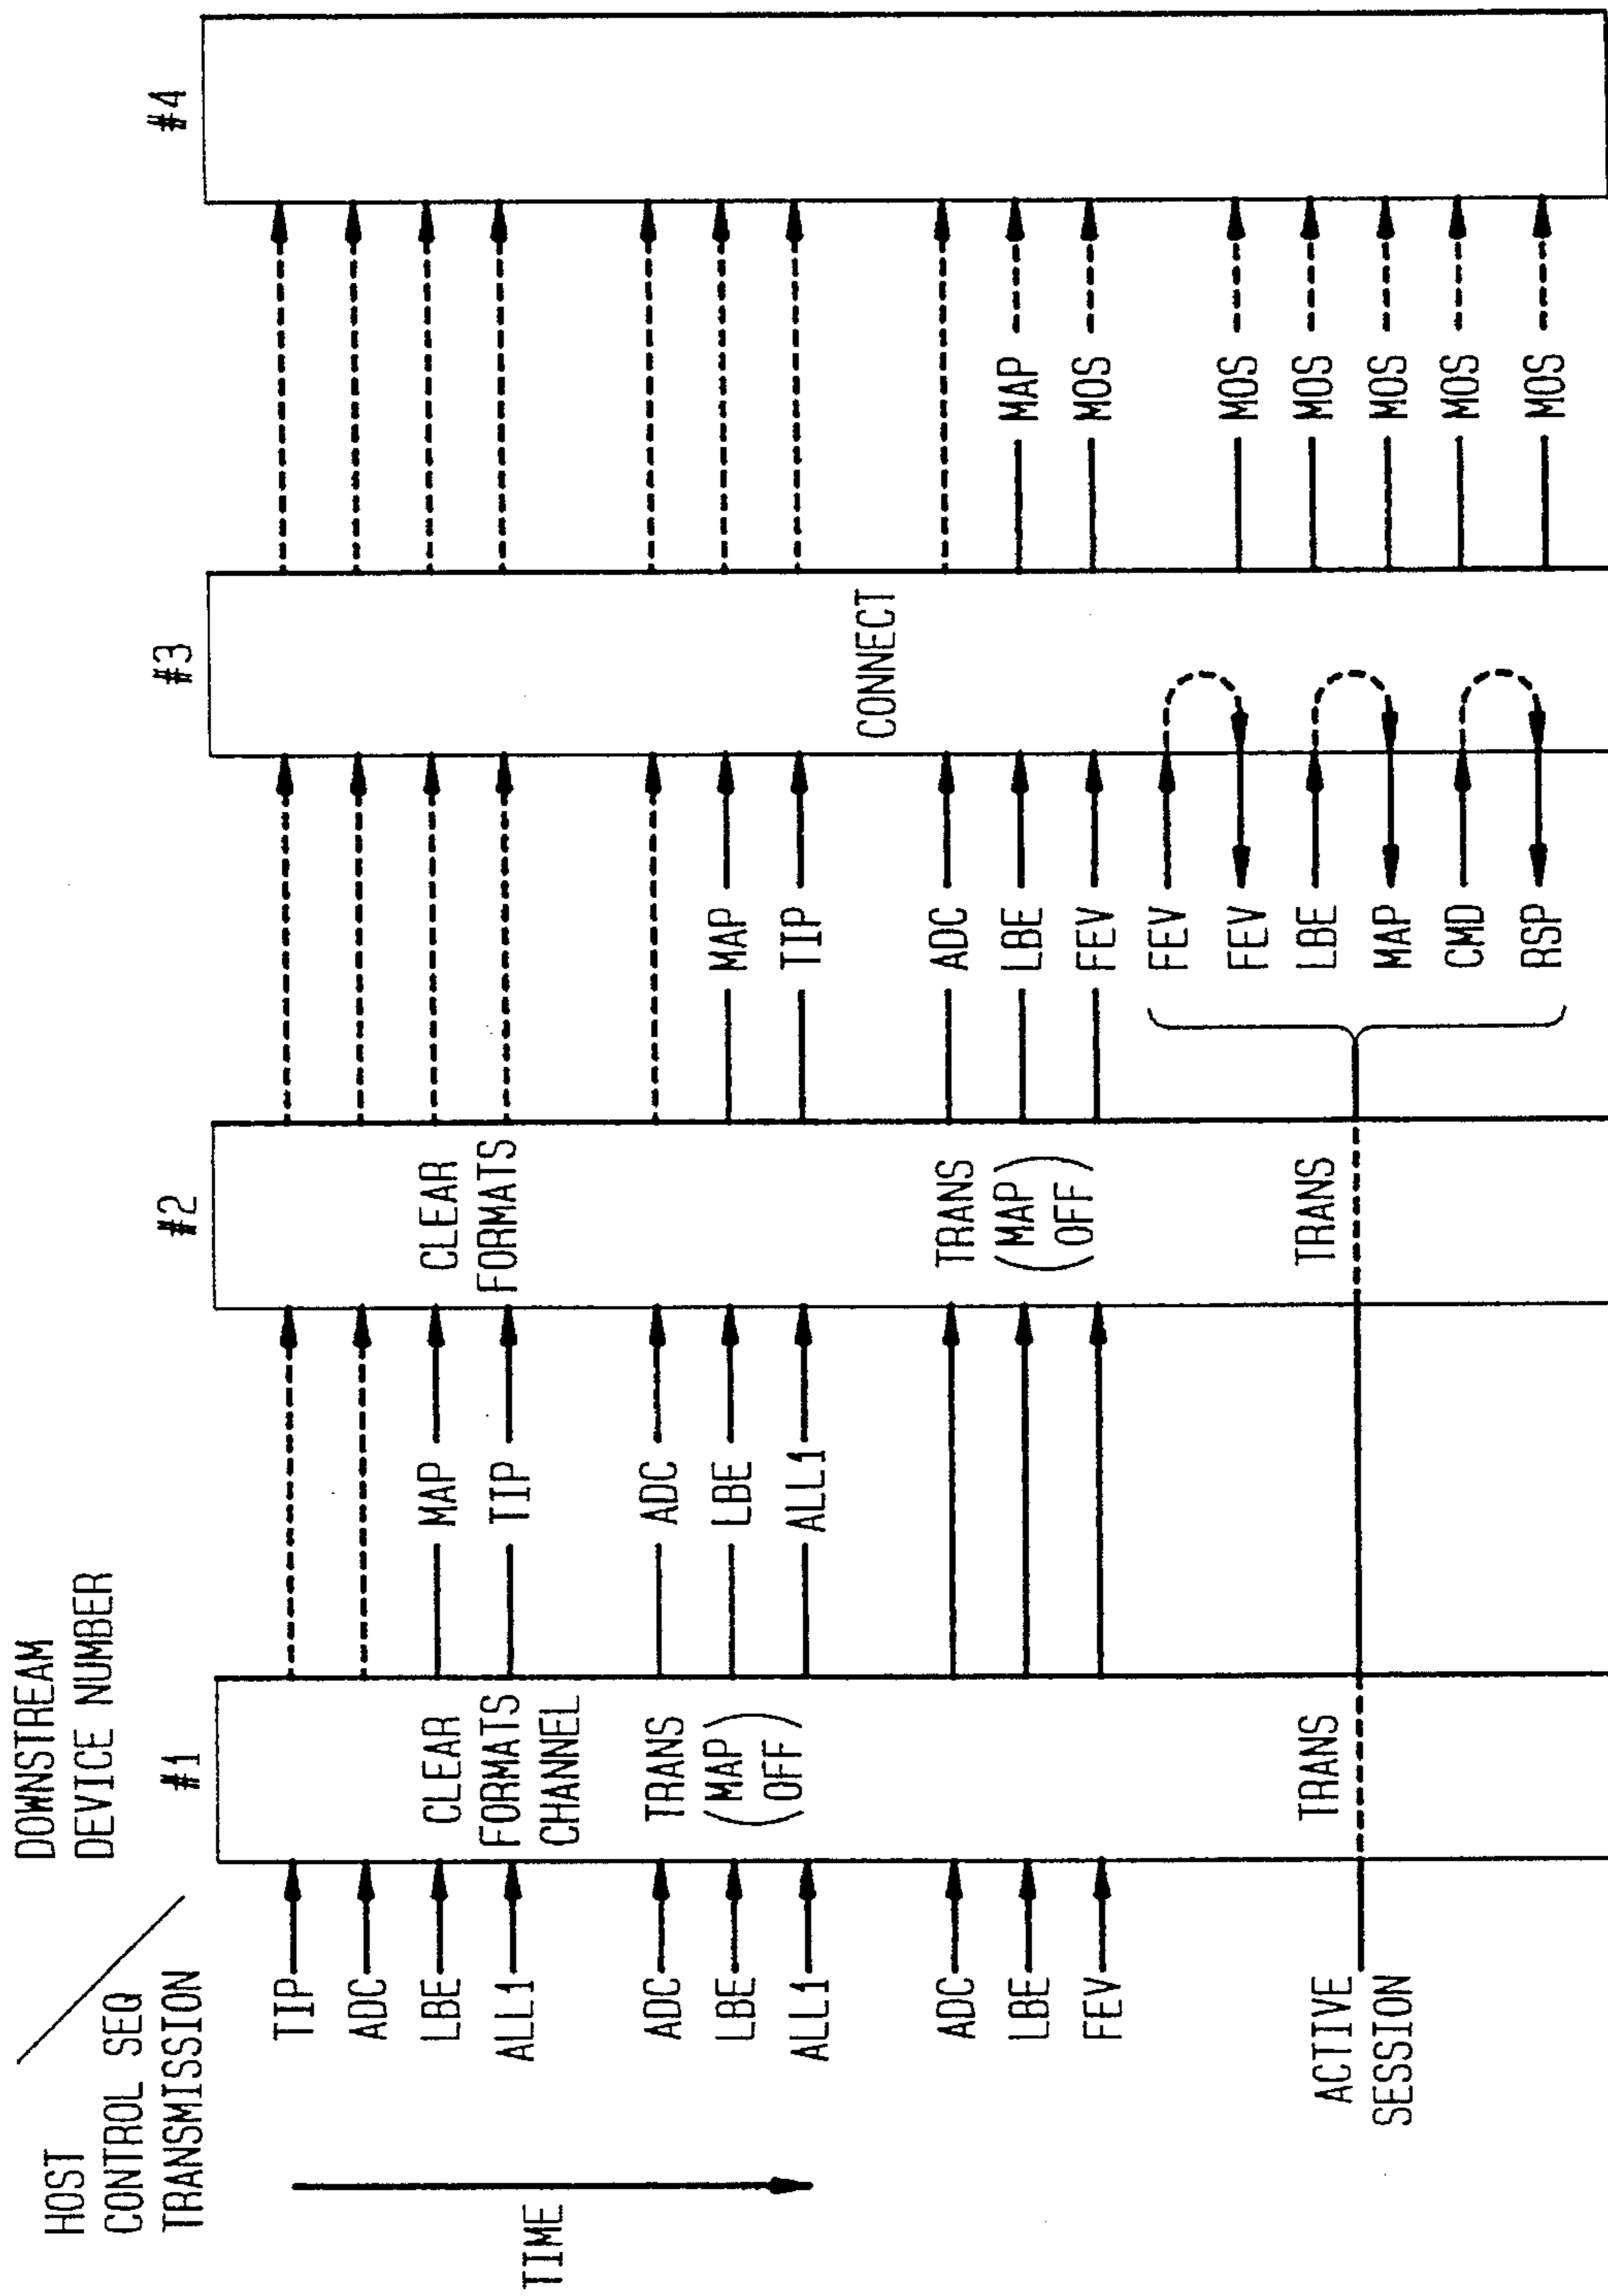 HOST
CONTROL SEQ
TRANSMISSION
DOWNSTREAM
DEVICE NUMBER
#1
#2
#3
#4
TIME
TIP
ADC
LBE
MAP
CLEAR
ALL1
FORMATS
TIP
FORMATS
CHANNEL
CLEAR
ADC
TRANS
ADC
LBE
(MAP)
LBE
MAP
ALL1
(OFF)
ALL1
TIP
CONNECT
ADC
TRANS
ADC
LBE
(MAP)
LBE
MAP
FEV
(OFF)
FEV
MOS
FEV
FEV
MOS
LBE
MOS
ACTIVE
SESSION
TRANS
TRANS
MAP
MOS
CMD
MOS
RSP
MOS